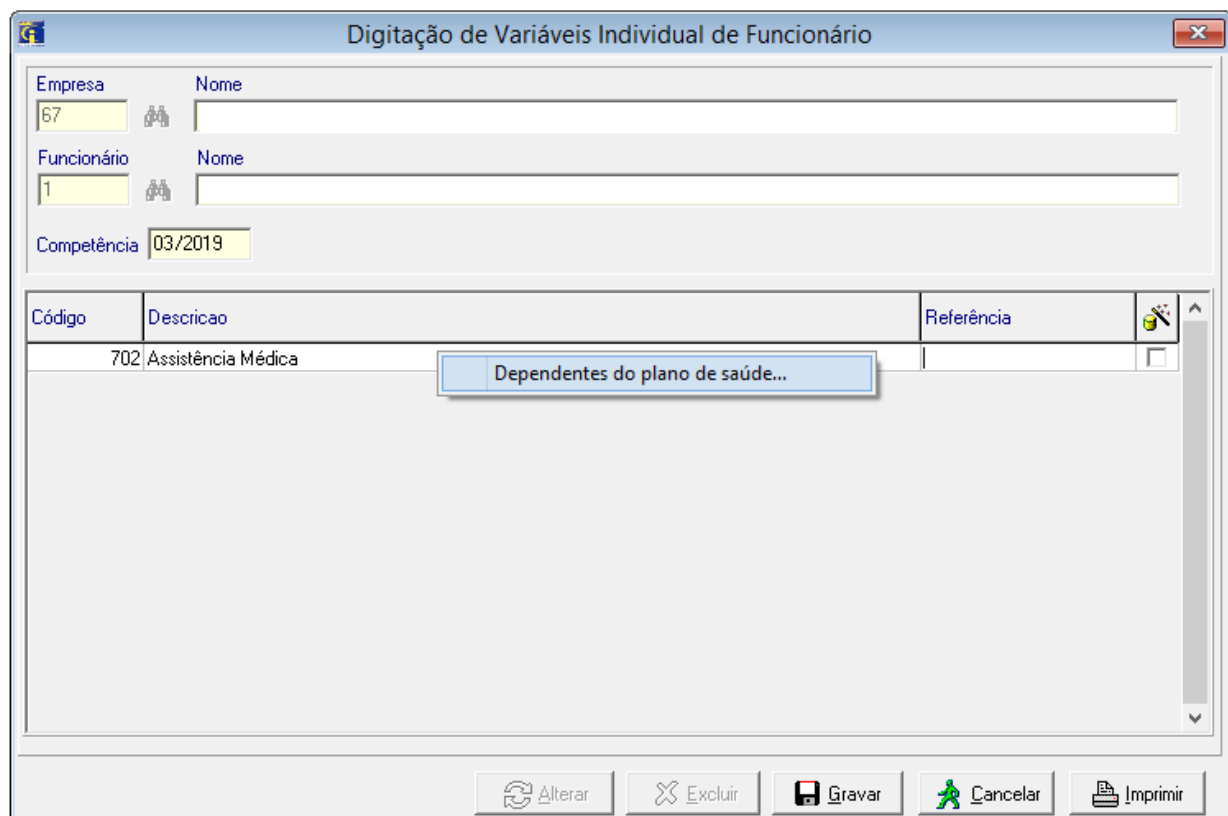 Digitação de Variáveis Individual de Funcionário
Empresa Nome
67
Funcionário Nome
1
Competência 03/2019
Código Descricao Referência
702 Assistência Médica
Dependentes do plano de saúde...
Alterar Excluir Gravar Cancelar Imprimir